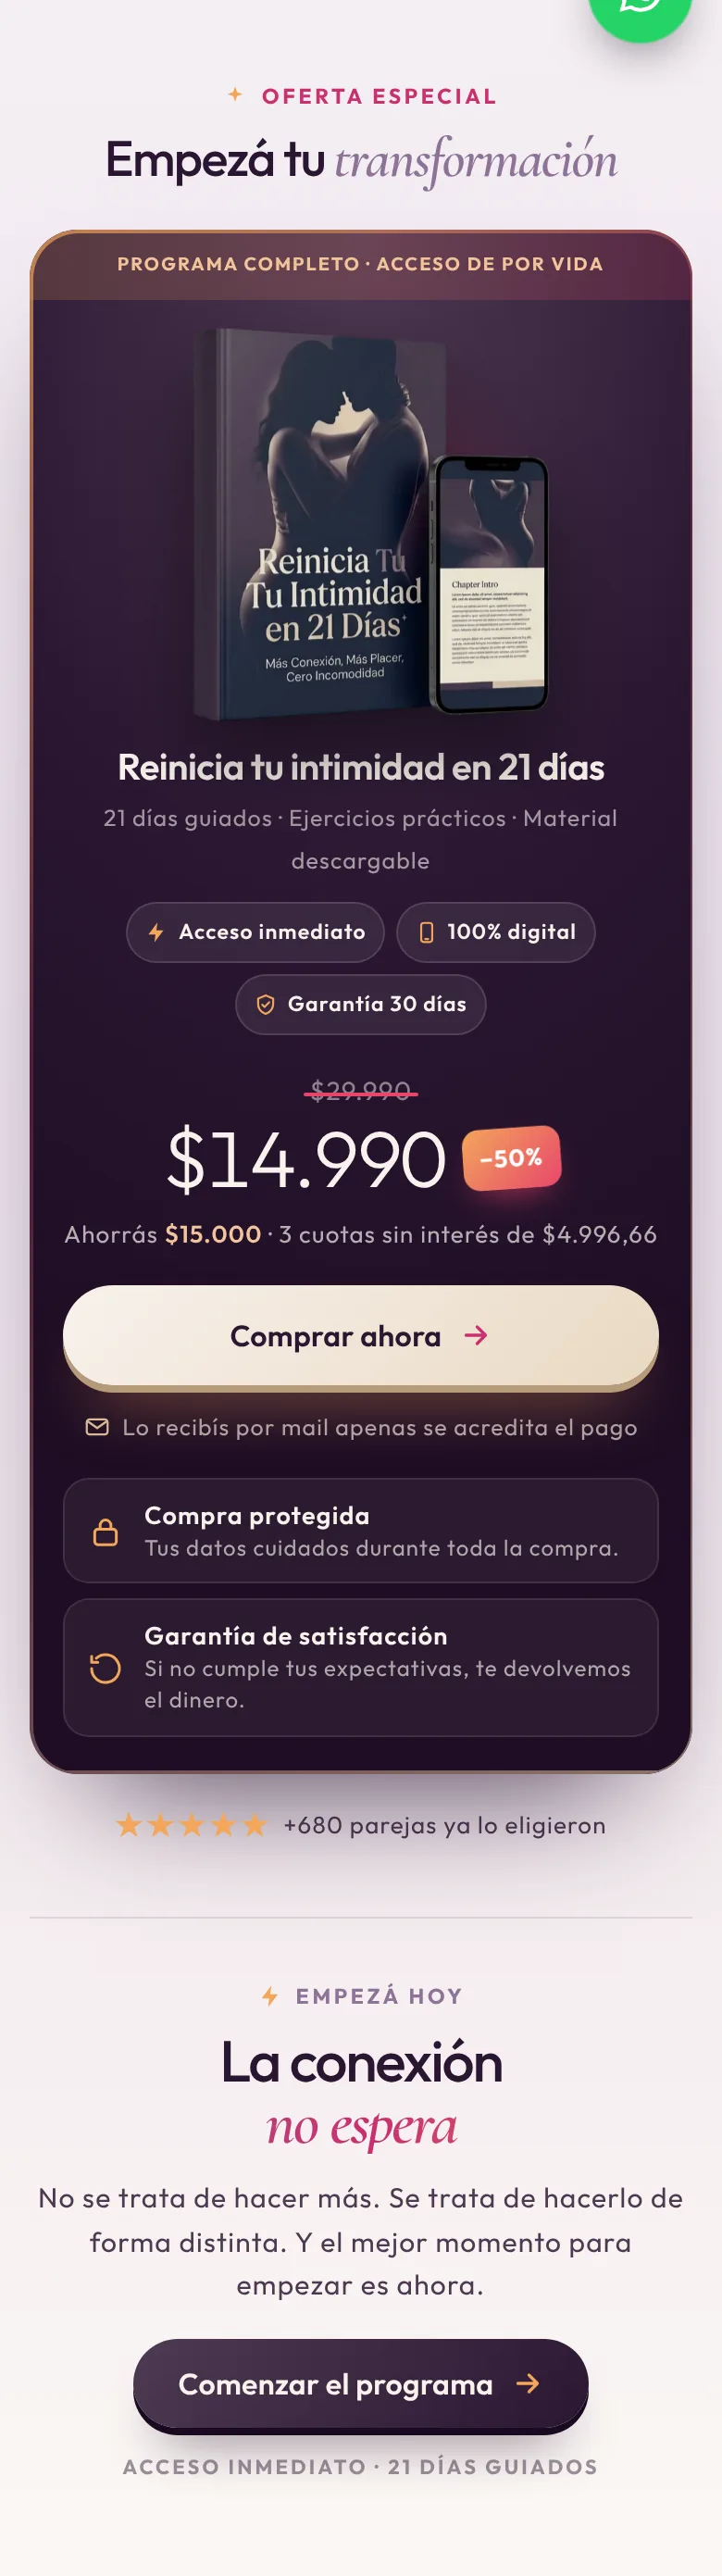 OFERTA ESPECIAL
Empezá tu transformación
PROGRAMA COMPLETO · ACCESO DE POR VIDA
Reinicia Tu
Tu Intimidad
en 21 Días
Más Conexión, Más Placer,
Cero Incomodidad
Chapter Intro
Reinicia tu intimidad en 21 días
21 días guiados · Ejercicios prácticos · Material
descargable
Acceso inmediato
100% digital
Garantía 30 días
$29.990
$14.990
-50%
Ahorrás $15.000 · 3 cuotas sin interés de $4.996,66
Comprar ahora →
Lo recibís por mail apenas se acredita el pago
Compra protegida
Tus datos cuidados durante toda la compra.
Garantía de satisfacción
Si no cumple tus expectativas, te devolvemos
el dinero.
★★★★★ +680 parejas ya lo eligieron
EMPEZÁ HOY
La conexión
no espera
No se trata de hacer más. Se trata de hacerlo de
forma distinta. Y el mejor momento para
empezar es ahora.
Comenzar el programa →
ACCESO INMEDIATO · 21 DÍAS GUIADOS